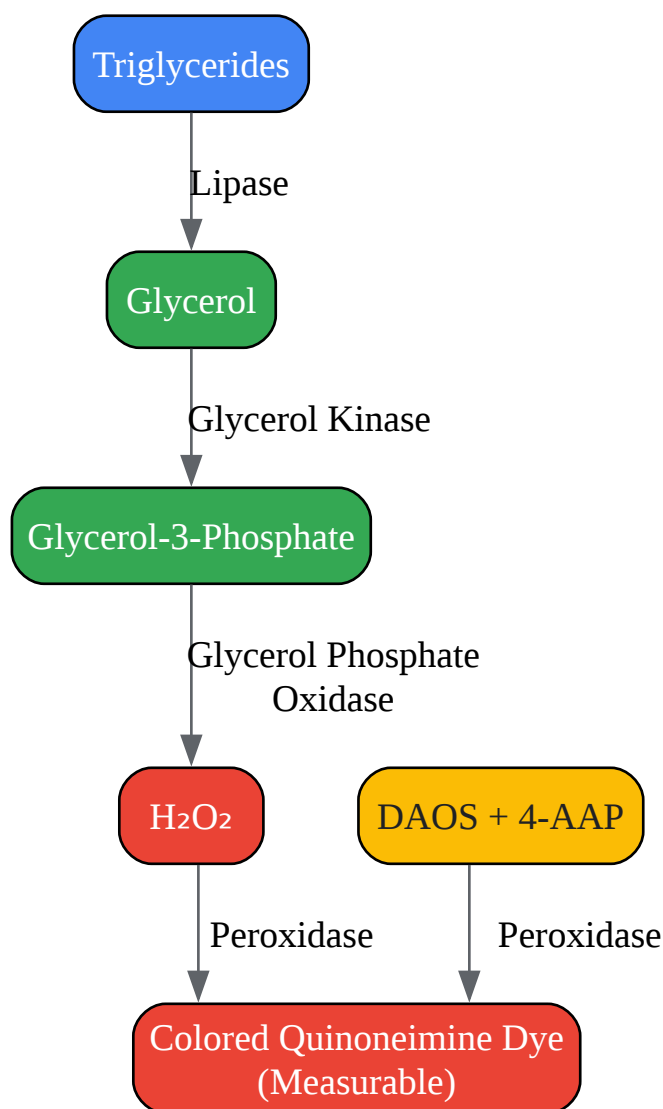 Triglycerides
Lipase
Glycerol
Glycerol Kinase
Glycerol-3-Phosphate
Glycerol Phosphate
Oxidase
H₂O₂
DAOS + 4-AAP
Peroxidase
Peroxidase
Colored Quinoneimine Dye
(Measurable)